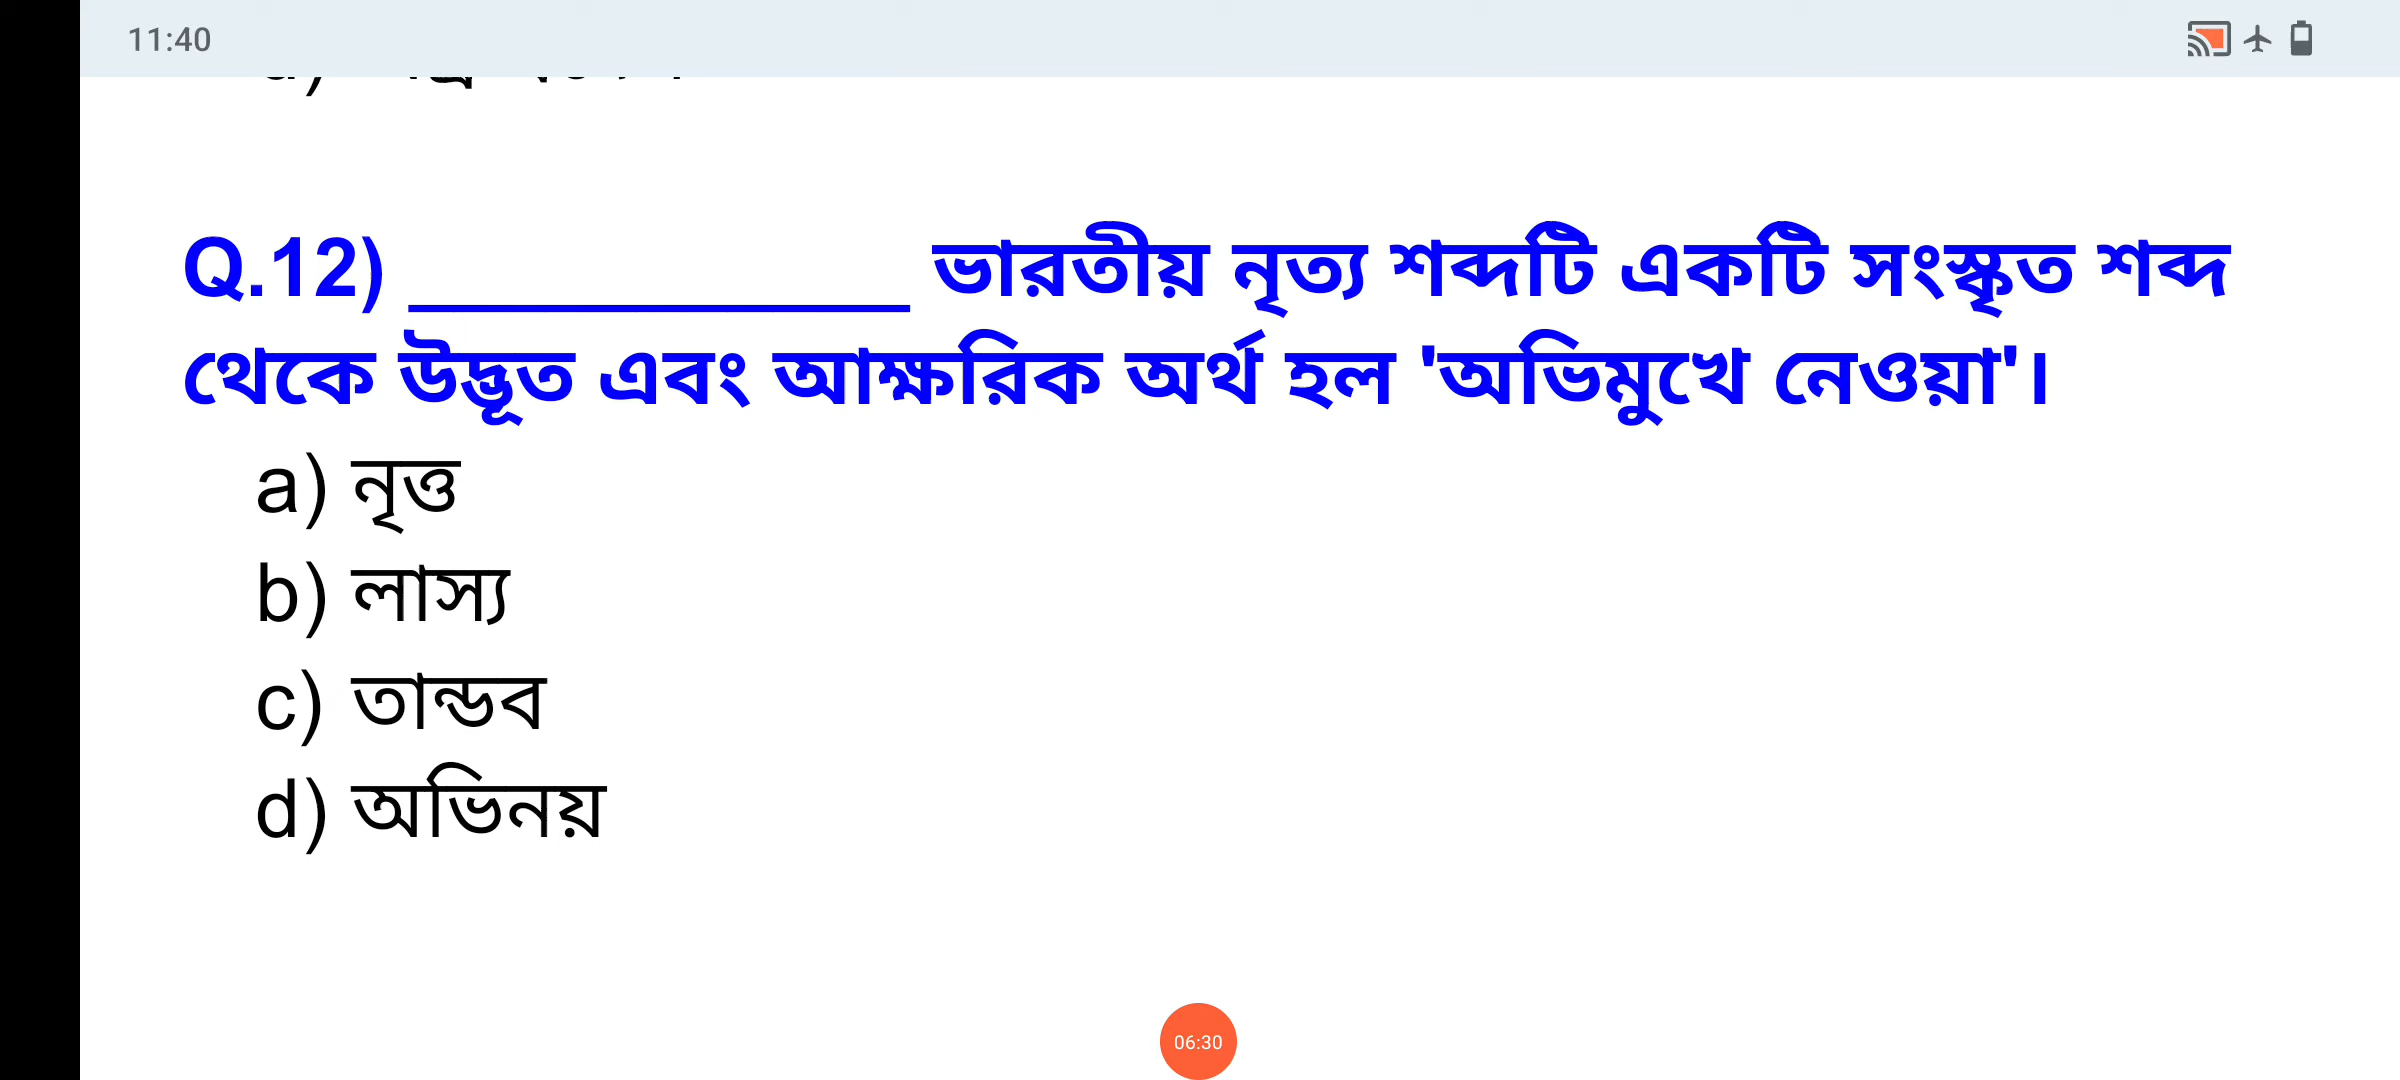 11:40
Q.12) ____________ ভারতীয় নৃত্য শব্দটি একটি সংস্কৃত শব্দ
থেকে উদ্ভূত এবং আক্ষরিক অর্থ হল 'অভিমুখে নেওয়া'।
a) নৃত্ত
b) লাস্য
c) তান্ডব
d) অভিনয়
06:30